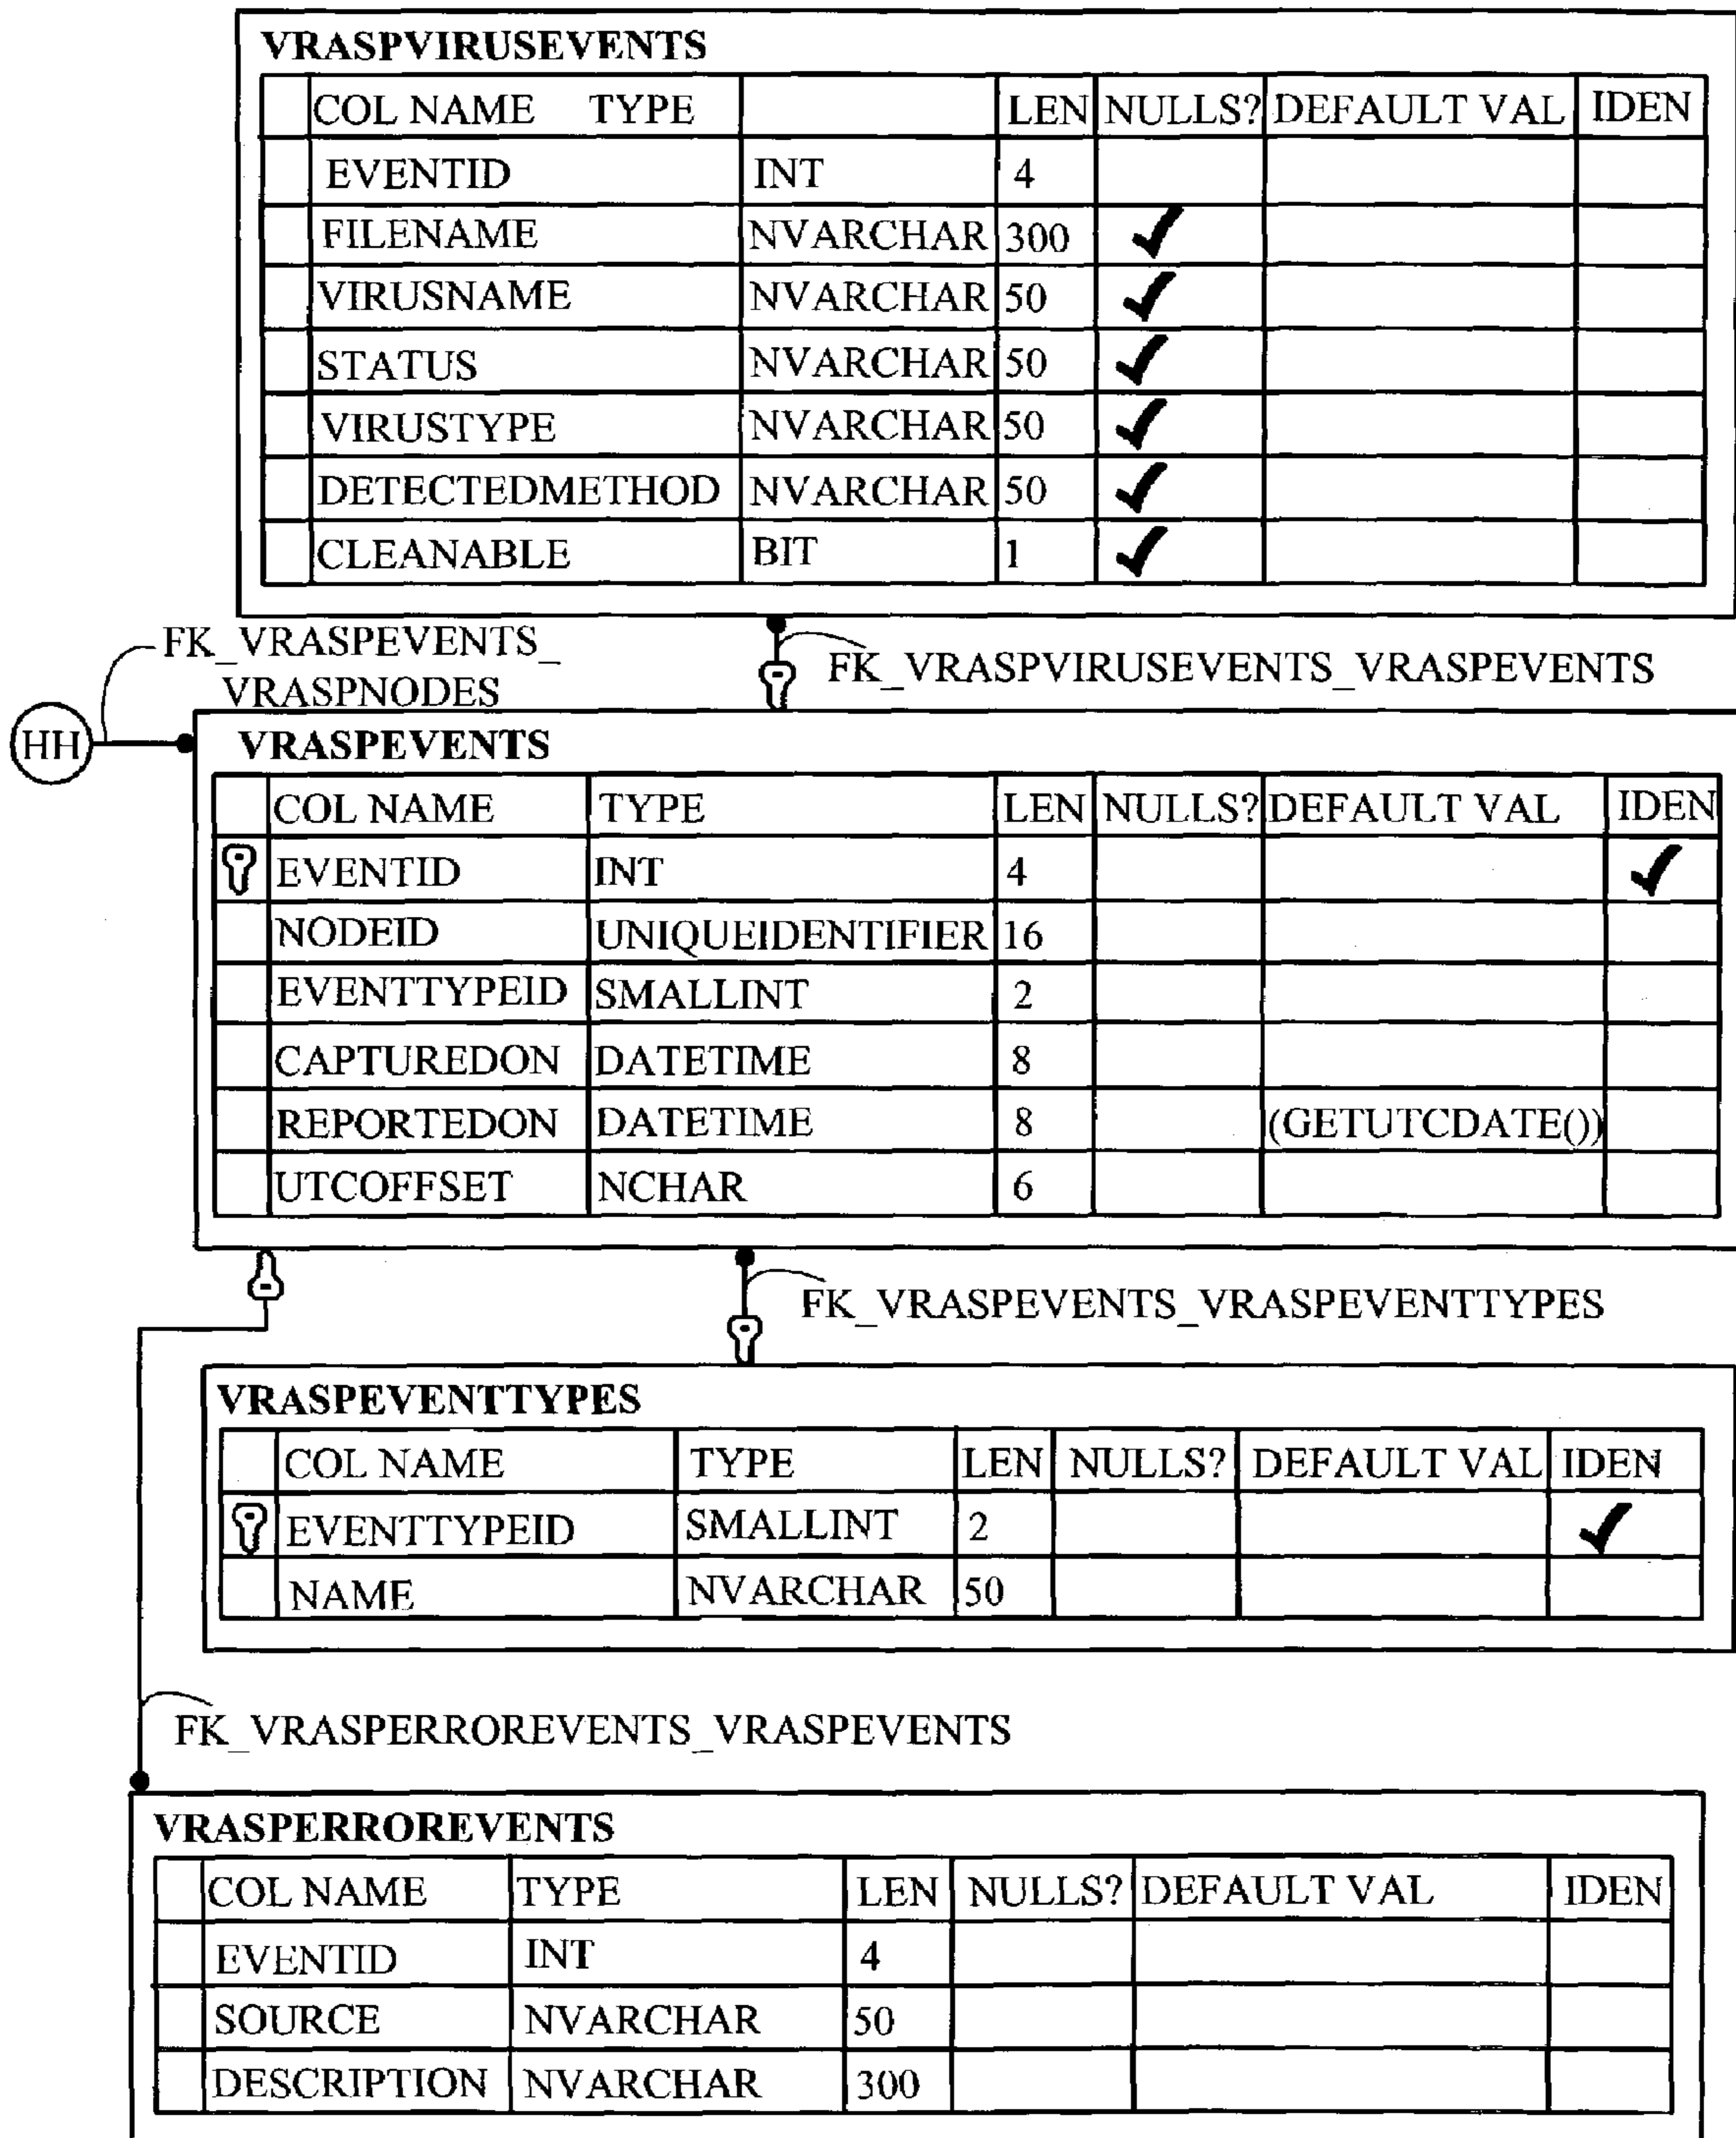 VRASPVIRUSEVENTS
COL NAME TYPE LEN NULLS? DEFAULT VAL IDEN
EVENTID INT 4
FILENAME NVARCHAR 300 ✓
VIRUSNAME NVARCHAR 50 ✓
STATUS NVARCHAR 50 ✓
VIRUSTYPE NVARCHAR 50 ✓
DETECTEDMETHOD NVARCHAR 50 ✓
CLEANABLE BIT 1 ✓
FK_VRASPEVENTS_
VRASPNODES
FK_VRASPVIRUSEVENTS_VRASPEVENTS
HH
VRASPEVENTS
COL NAME TYPE LEN NULLS? DEFAULT VAL IDEN
EVENTID INT 4 ✓
NODEID UNIQUEIDENTIFIER 16
EVENTTYPEID SMALLINT 2
CAPTUREDON DATETIME 8
REPORTEDON DATETIME 8 (GETUTCDATE())
UTCOFFSET NCHAR 6
FK_VRASPEVENTS_VRASPEVENTTYPES
VRASPEVENTTYPES
COL NAME TYPE LEN NULLS? DEFAULT VAL IDEN
EVENTTYPEID SMALLINT 2 ✓
NAME NVARCHAR 50
FK_VRASPERROREVENTS_VRASPEVENTS
VRASPERROREVENTS
COL NAME TYPE LEN NULLS? DEFAULT VAL IDEN
EVENTID INT 4
SOURCE NVARCHAR 50
DESCRIPTION NVARCHAR 300